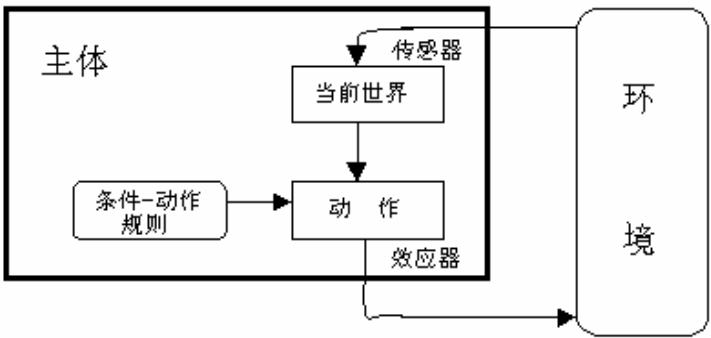 主体
传感器
当前世界
条件-动作
规则
动 作
效应器
环
境